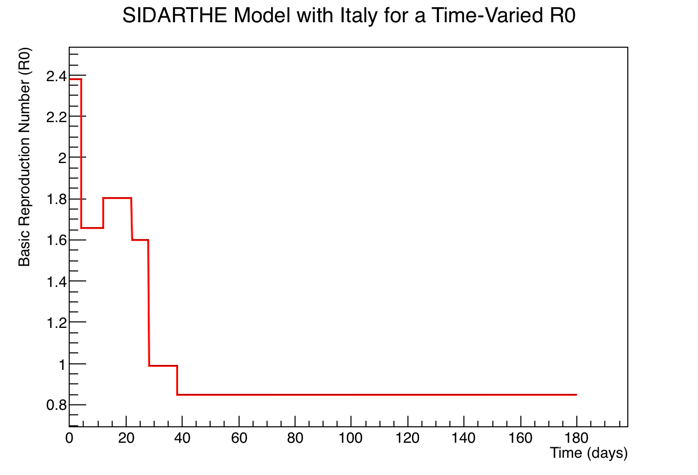 SIDARTHE Model with Italy for a Time-Varied R0
Basic Reproduction Number (R0)
2.4
2.2
2
1.8
1.6
1.4
1.2
1
0.8
0 20 40 60 80 100 120 140 160 180
Time (days)